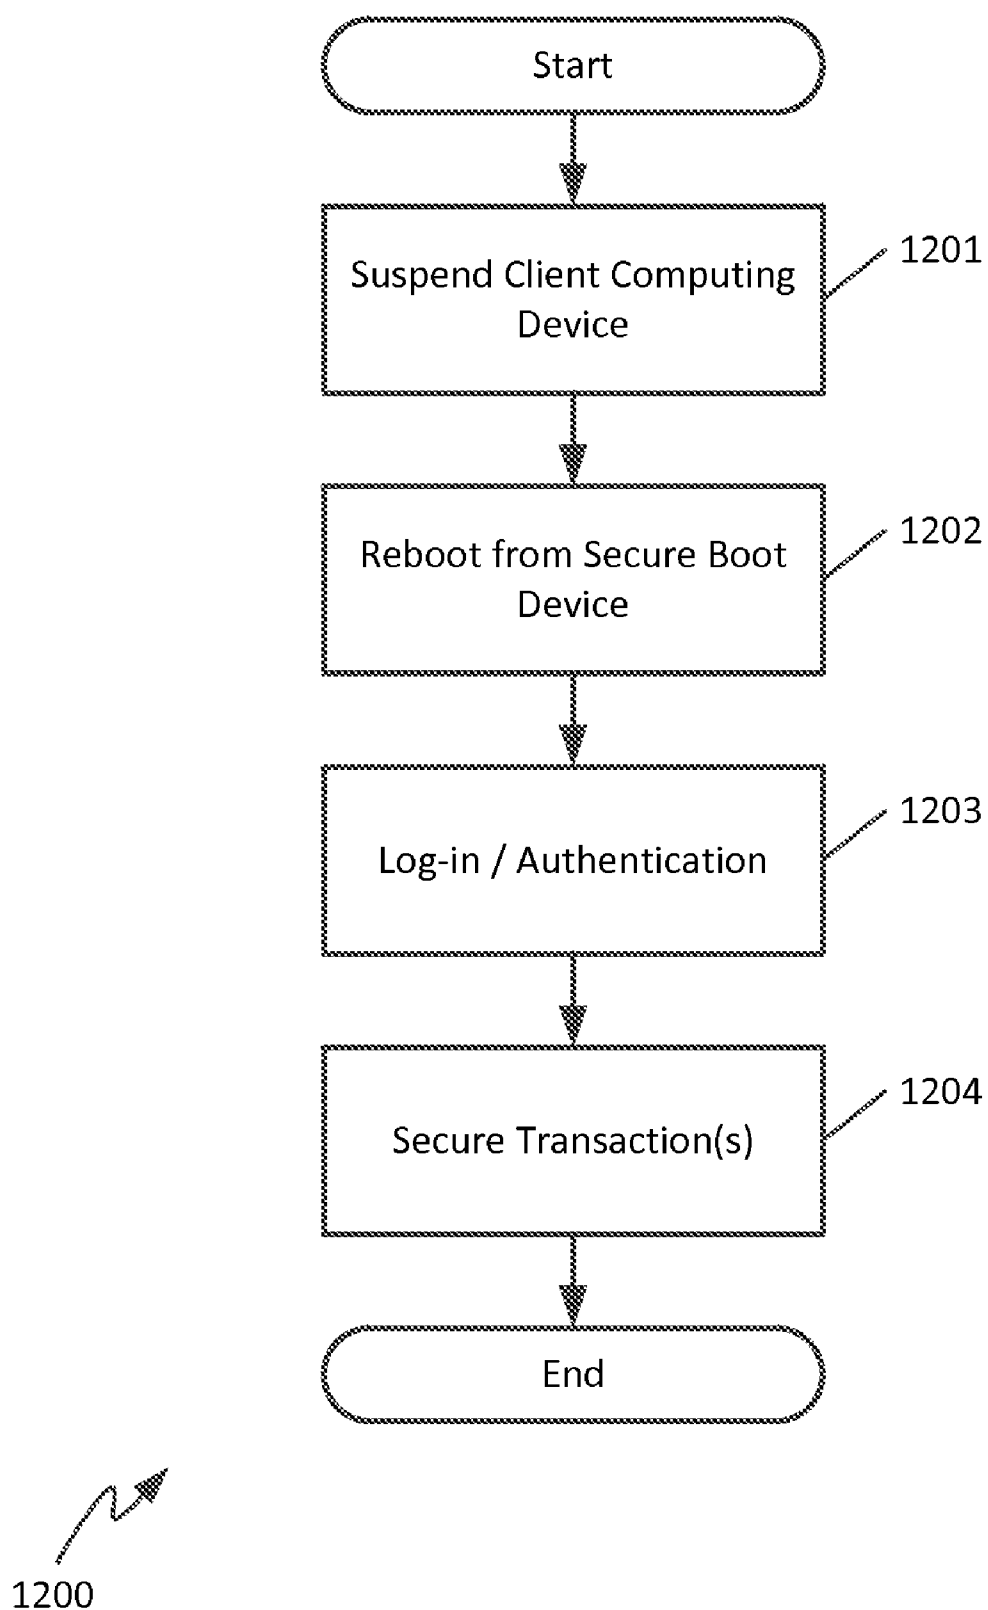 Start
1201
Suspend Client Computing
Device
1202
Reboot from Secure Boot
Device
1203
Log-in / Authentication
1204
Secure Transaction(s)
End
1200